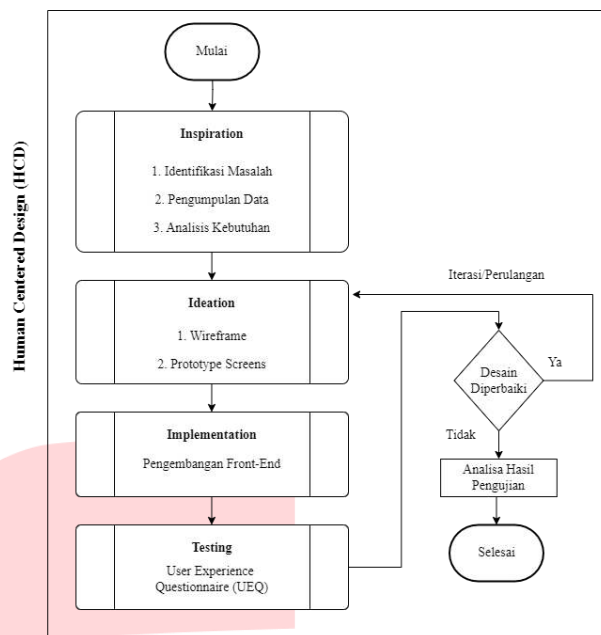 Human Centered Design (HCD)
Mulai
Inspiration
1. Identifikasi Masalah
2. Pengumpulan Data
3. Analisis Kebutuhan
Ideation
1. Wireframe
2. Prototype Screens
Implementation
Pengembangan Front-End
Testing
User Experience
Questionnaire (UEQ)
Iterasi/Perulangan
Desain
Diperbaiki
Ya
Tidak
Analisa Hasil
Pengujian
Selesai